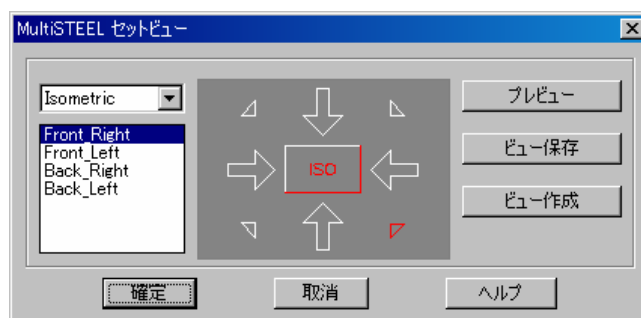 MultiSTEEL セットビュー
Isometric
Front_Right
Front_Left
Back_Right
Back_Left
ISO
プレビュー
ビュー保存
ビュー作成
確定
取消
ヘルプ